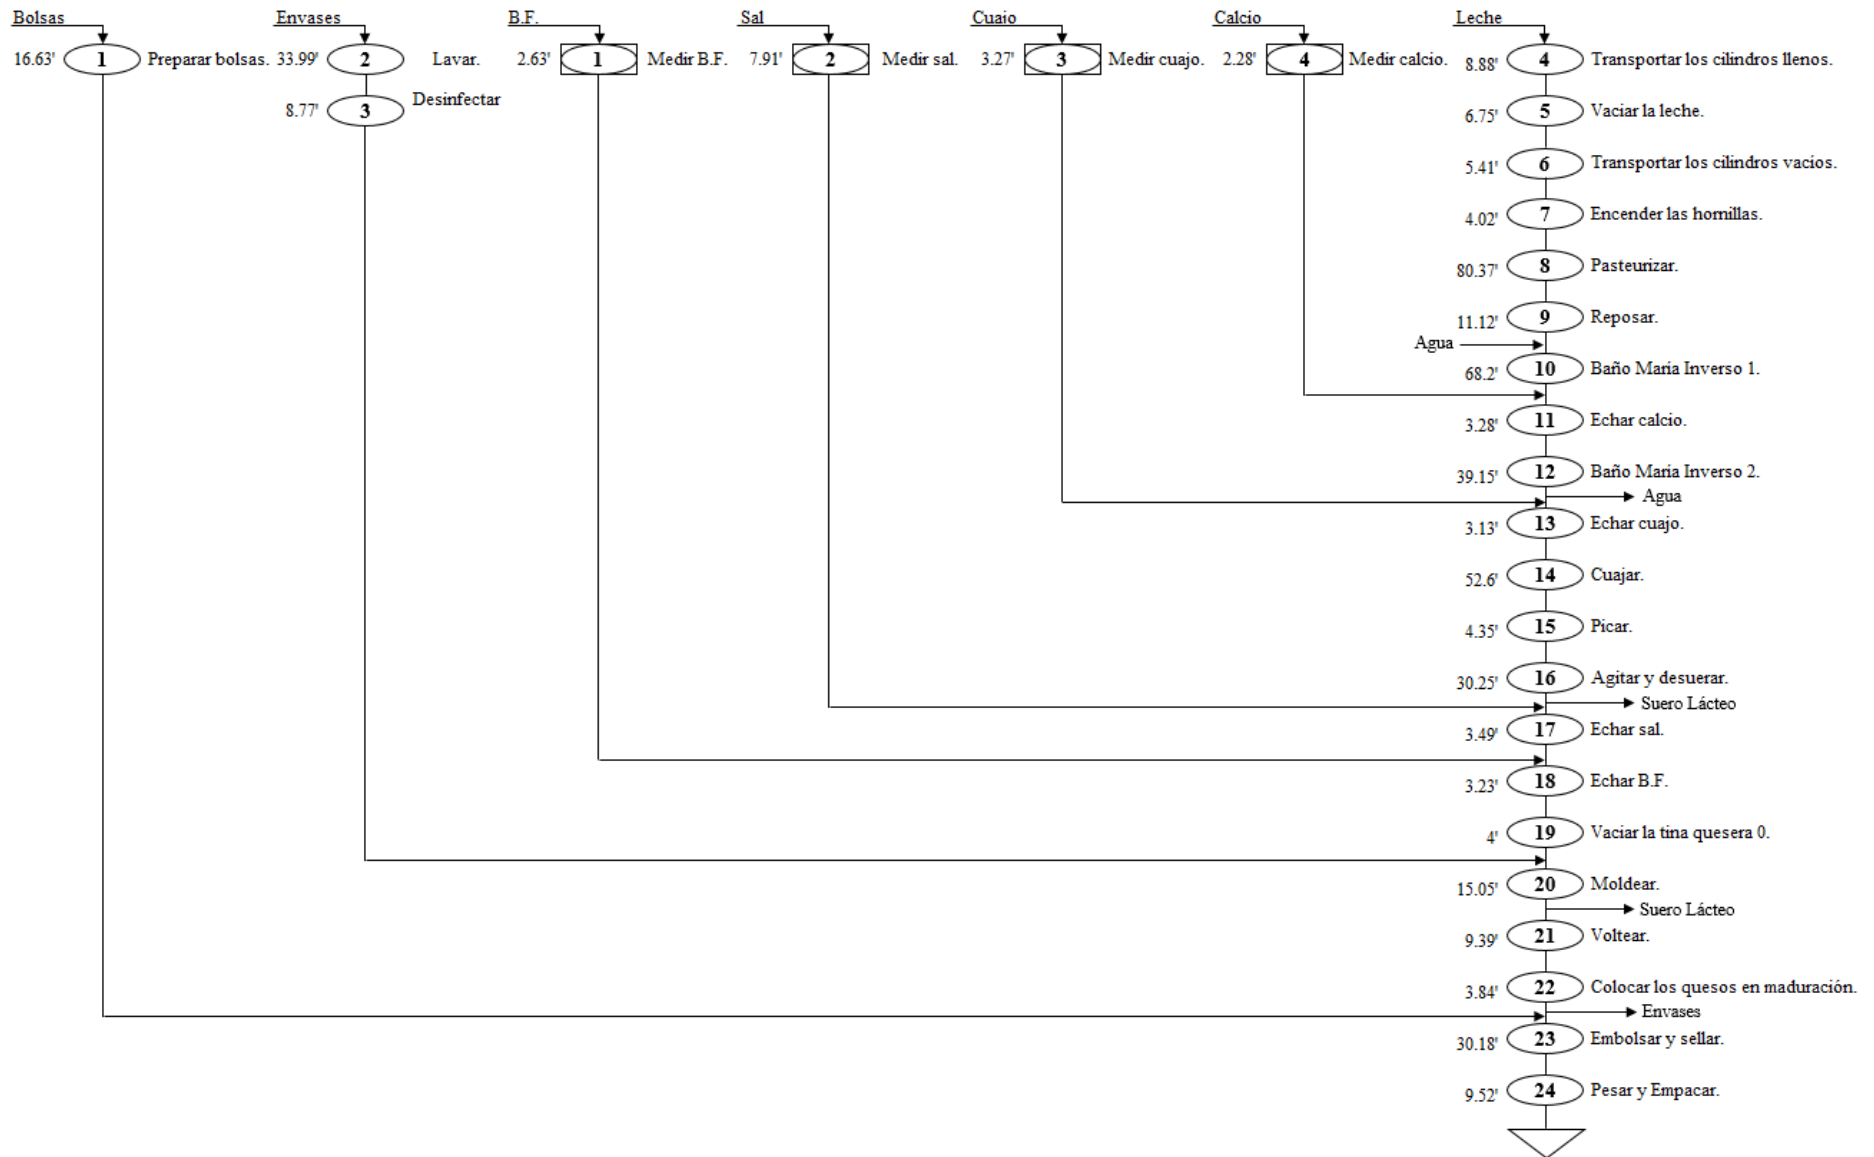 Bolsas Envases B.F. Sal Cuaio Calcio Leche
16.63' 1 Preparar bolsas. 33.99' 2 Lavar. 2.63' 1 Medir B.F. 7.91' 2 Medir sal. 3.27' 3 Medir cuajo. 2.28' 4 Medir calcio. 8.88' 4 Transportar los cilindros llenos.
8.77' 3 Desinfectar 6.75' 5 Vaciar la leche.
5.41' 6 Transportar los cilindros vacíos.
4.02' 7 Encender las hornillas.
80.37' 8 Pasteurizar.
11.12' 9 Reposar.
Agua
68.2' 10 Baño Maria Inverso 1.
3.28' 11 Echar calcio.
39.15' 12 Baño Maria Inverso 2.
Agua
3.13' 13 Echar cuajo.
52.6' 14 Cuajar.
4.35' 15 Picar.
30.25' 16 Agitar y desuerar.
Suero Lácteo
3.49' 17 Echar sal.
3.23' 18 Echar B.F.
4' 19 Vaciar la tina quesera 0.
15.05' 20 Moldear.
Suero Lácteo
9.39' 21 Voltear.
3.84' 22 Colocar los quesos en maduración.
Envases
30.18' 23 Embolsar y sellar.
9.52' 24 Pesar y Empacar.